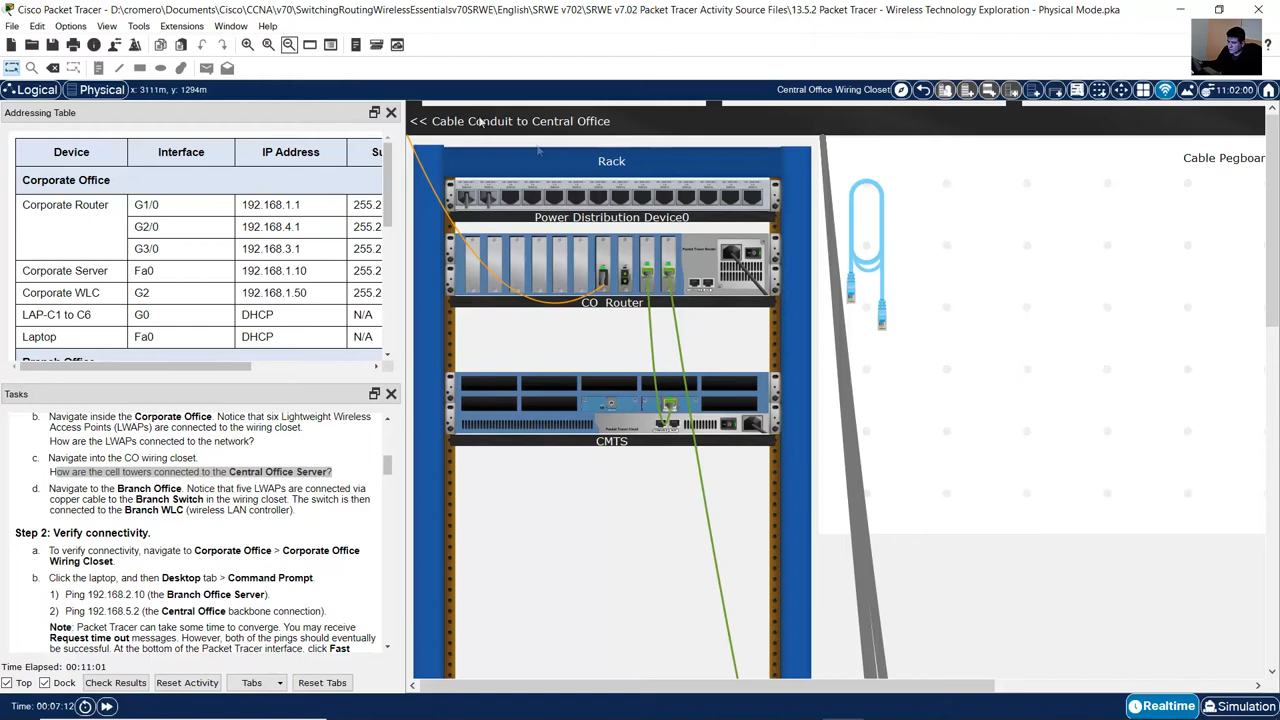 Cisco Packet Tracer - D:\cromero\Documents\Cisco\CCNA\v70\SwitchingRoutingWirelessEssentialsv70SRWE\English\SRWE v702\SRWE v7.02 Packet Tracer Activity Source Files\13.5.2 Packet Tracer - Wireless Technology Exploration - Physical Mode.pka
File Edit Options View Tools Extensions Window Help
Logical Physical x: 3111m, y: 1294m Central Office Wiring Closet 11:02:00
Addressing Table
Device Interface IP Address Su
Corporate Office
Corporate Router G1/0 192.168.1.1 255.2
G2/0 192.168.4.1 255.2
G3/0 192.168.3.1 255.2
Corporate Server Fa0 192.168.1.10 255.2
Corporate WLC G2 192.168.1.50 255.2
LAP-C1 to C6 G0 DHCP N/A
Laptop Fa0 DHCP N/A
Branch Office
Tasks
b. Navigate inside the Corporate Office. Notice that six Lightweight Wireless
Access Points (LWAPs) are connected to the wiring closet.
How are the LWAPs connected to the network?
c. Navigate into the CO wiring closet.
How are the cell towers connected to the Central Office Server?
d. Navigate to the Branch Office. Notice that five LWAPs are connected via
copper cable to the Branch Switch in the wiring closet. The switch is then
connected to the Branch WLC (wireless LAN controller).
Step 2: Verify connectivity.
a. To verify connectivity, navigate to Corporate Office > Corporate Office
Wiring Closet.
b. Click the laptop, and then Desktop tab > Command Prompt.
1) Ping 192.168.2.10 (the Branch Office Server).
2) Ping 192.168.5.2 (the Central Office backbone connection).
Note: Packet Tracer can take some time to converge. You may receive
Request time out messages. However, both of the pings should eventually
be successful. At the bottom of the Packet Tracer interface, click Fast
Time Elapsed: 00:11:01
Top Dock Check Results Reset Activity Tabs Reset Tabs
<< Cable Conduit to Central Office
Rack
Power Distribution Device0
CO Router
CMTS
Cable Pegboar
Time: 00:07:12 Realtime Simulation